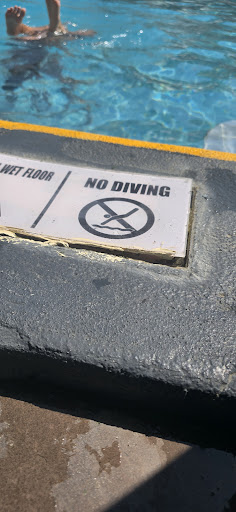 WET FLOOR / NO DIVING